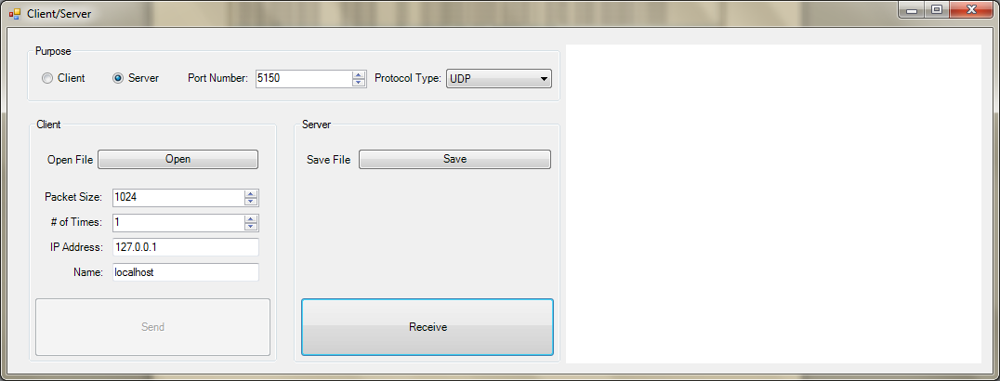 Client/Server
Purpose
Client Server Port Number: 5150 Protocol Type: UDP
Client
Open File Open
Packet Size: 1024
# of Times: 1
IP Address: 127.0.0.1
Name: localhost
Send
Server
Save File Save
Receive